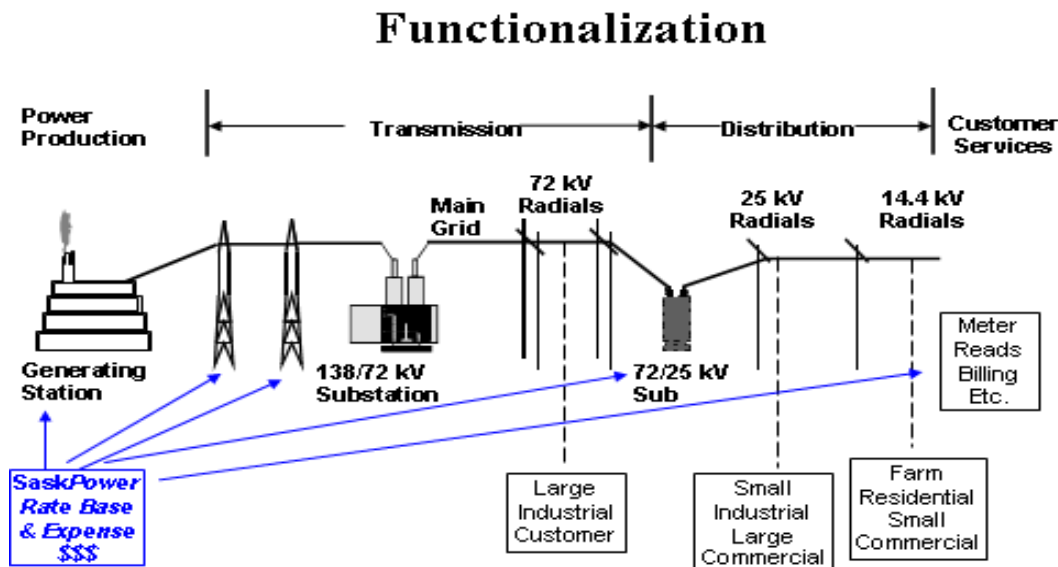 Functionalization
Power
Production
Transmission
Distribution
Customer
Services
Main
Grid
72 kV
Radials
25 kV
Radials
14.4 kV
Radials
Generating
Station
138/72 kV
Substation
72/25 kV
Sub
Meter
Reads
Billing
Etc.
SaskPower
Rate Base
& Expense
$$$
Large
Industrial
Customer
Small
Industrial
Large
Commercial
Farm
Residential
Small
Commercial